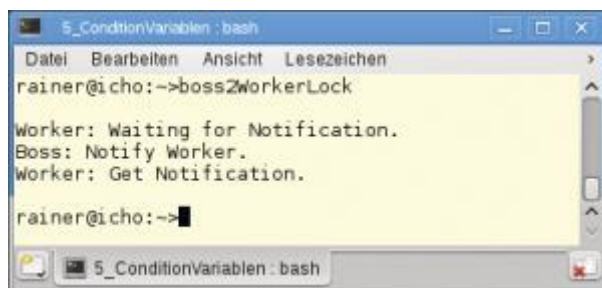 5_ConditionVariablen : bash
Datei Bearbeiten Ansicht Lesezeichen
rainer@icho:~>boss2WorkerLock
Worker: Waiting for Notification.
Boss: Notify Worker.
Worker: Get Notification.
rainer@icho:~>
5_ConditionVariablen : bash